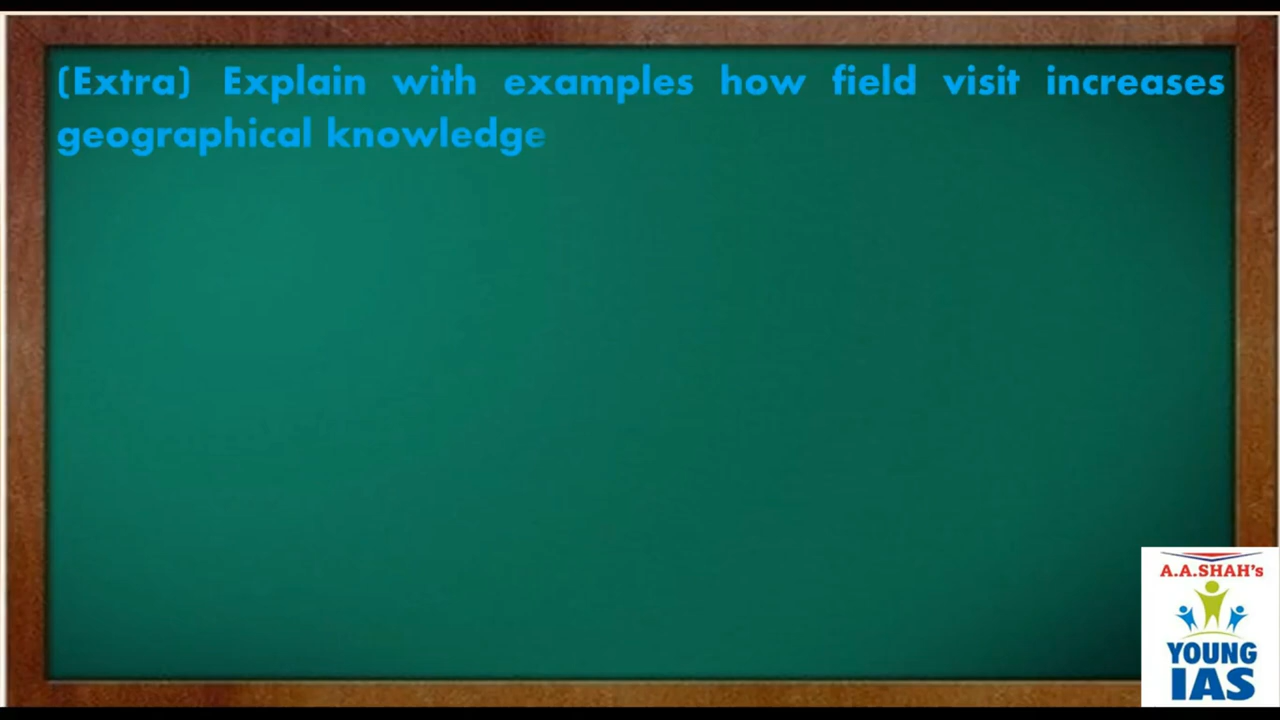 (Extra) Explain with examples how field visit increases
geographical knowledge
A.A.SHAH's
YOUNG
IAS